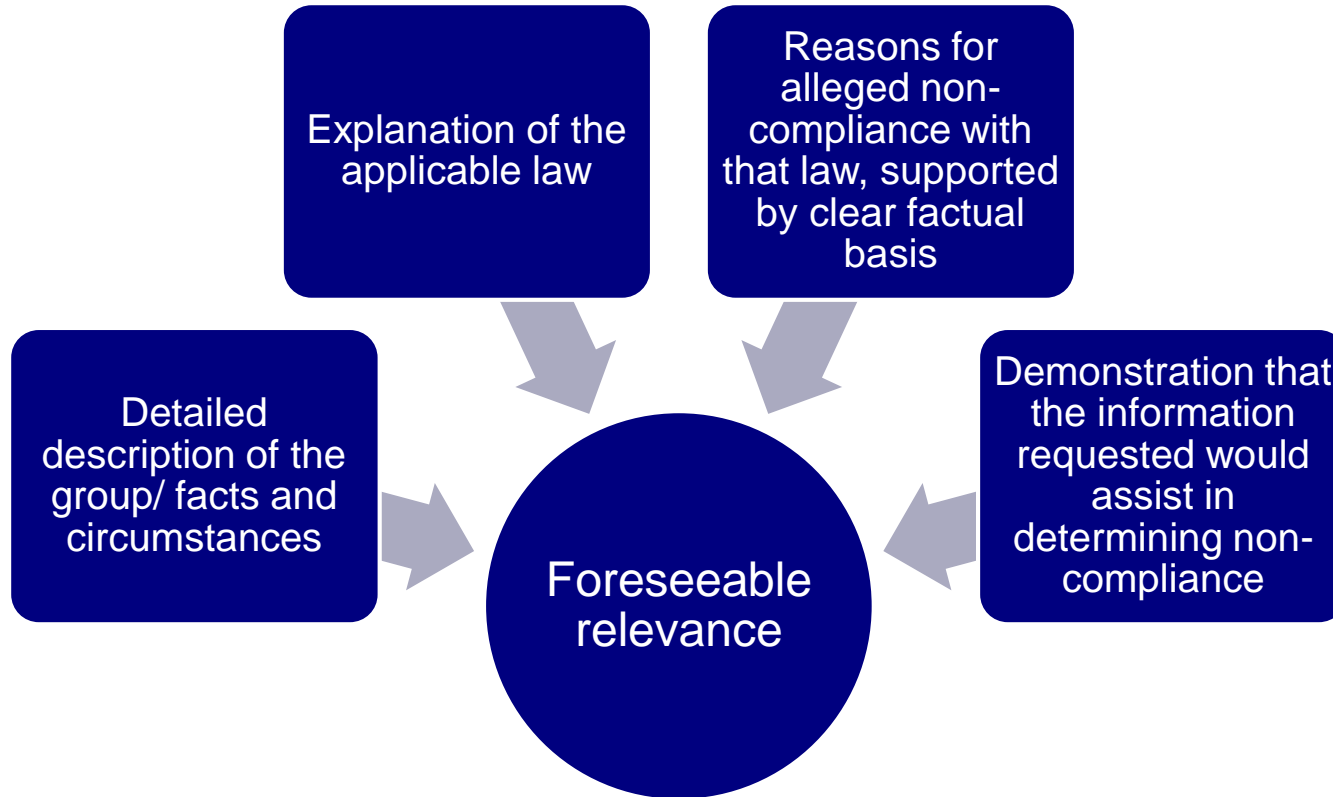 Explanation of the
applicable law
Reasons for
alleged non-
compliance with
that law, supported
by clear factual
basis
Detailed
description of the
group/ facts and
circumstances
Demonstration that
the information
requested would
assist in
determining non-
compliance
Foreseeable
relevance